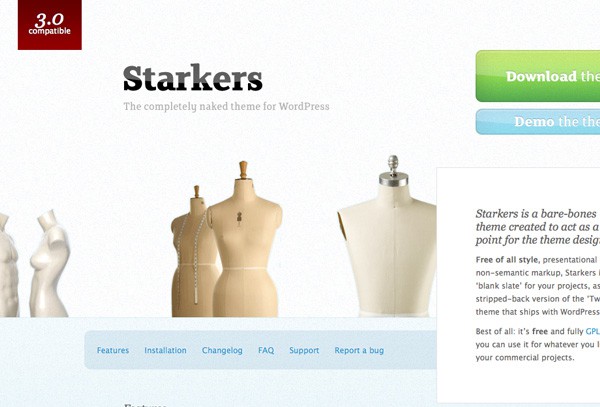 3.0
compatible
Starkers
The completely naked theme for WordPress
Download the
Demo the the
Starkers is a bare-bones
theme created to act as a
point for the theme desig
Free of all style, presentational
non-semantic markup, Starkers i
'blank slate' for your projects, as
stripped-back version of the 'Tw
theme that ships with WordPress
Best of all: it's free and fully GPL
you can use it for whatever you l
your commercial projects.
Features
Installation
Changelog
FAQ
Support
Report a bug
Features